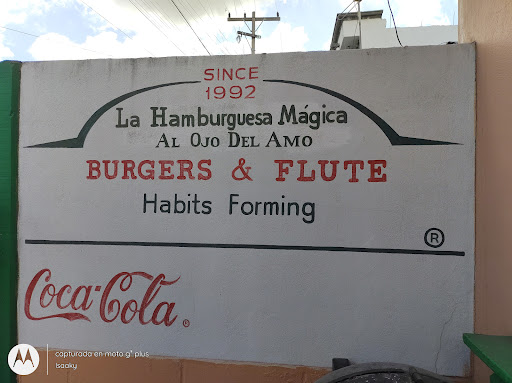 SINCE
1992
La Hamburguesa Mágica
Al Ojo Del Amo
BURGERS & FLUTE
Habits Forming
®
Coca-Cola®
capturada en moto g⁹ plus
Isaaky